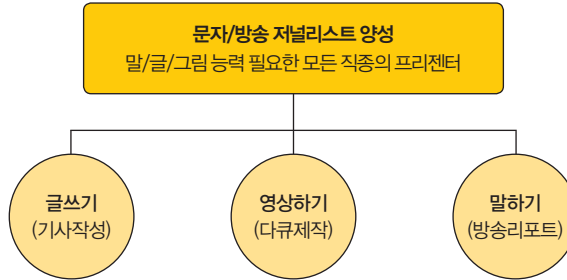 문자/방송 저널리스트 양성
말/글/그림 능력 필요한 모든 직종의 프리젠터
글쓰기
(기사작성)
영상하기
(다큐제작)
말하기
(방송리포트)